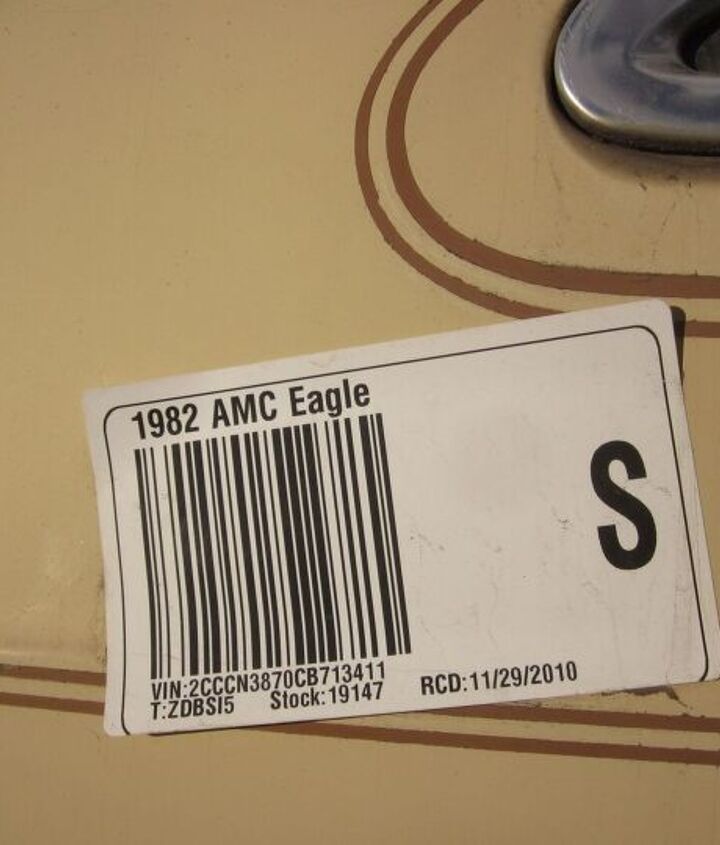 1982 AMC Eagle
S
VIN:2CCCN3870CB713411
T:ZDBSI5 Stock:19147 RCD:11/29/2010